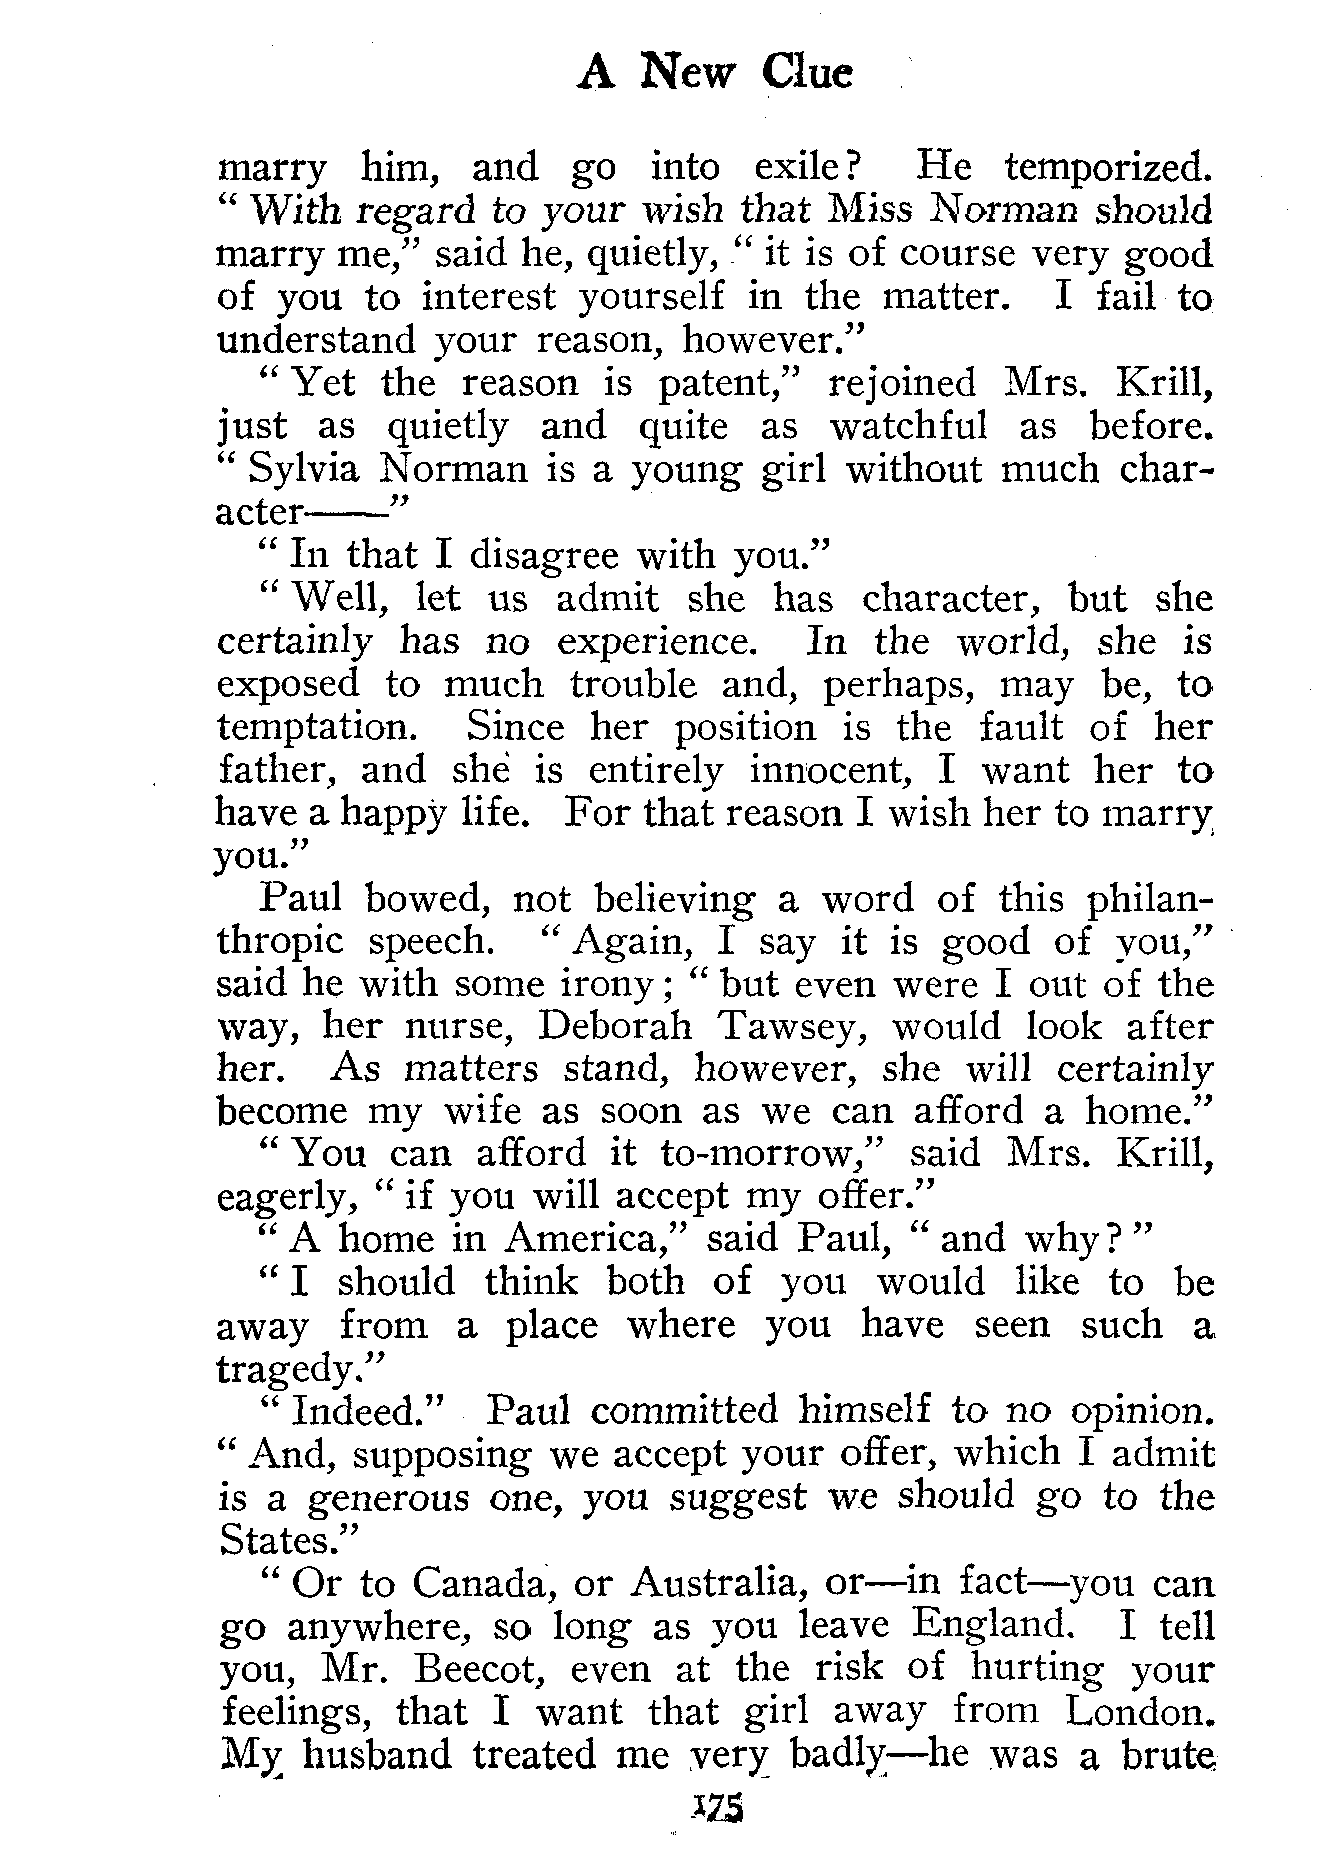 A New Clue
marry him, and go into exile? He temporized.
“ With regard to your wish that Miss Norman should
marry me,” said he, quietly, “ it is of course very good
of you to interest yourself in the matter. I fail to
understand your reason, however.”
“ Yet the reason is patent,” rejoined Mrs. Krill,
just as quietly and quite as watchful as before.
“ Sylvia Norman is a young girl without much char-
acter——”
“ In that I disagree with you.”
“ Well, let us admit she has character, but she
certainly has no experience. In the world, she is
exposed to much trouble and, perhaps, may be, to
temptation. Since her position is the fault of her
father, and she is entirely innocent, I want her to
have a happy life. For that reason I wish her to marry
you.”
Paul bowed, not believing a word of this philan-
thropic speech. “ Again, I say it is good of you,”
said he with some irony; “ but even were I out of the
way, her nurse, Deborah Tawsey, would look after
her. As matters stand, however, she will certainly
become my wife as soon as we can afford a home.”
“ You can afford it to-morrow,” said Mrs. Krill,
eagerly, “ if you will accept my offer.”
“ A home in America,” said Paul, “ and why? ”
“ I should think both of you would like to be
away from a place where you have seen such a
tragedy.”
“ Indeed.” Paul committed himself to no opinion.
“ And, supposing we accept your offer, which I admit
is a generous one, you suggest we should go to the
States.”
“ Or to Canada, or Australia, or—in fact—you can
go anywhere, so long as you leave England. I tell
you, Mr. Beecot, even at the risk of hurting your
feelings, that I want that girl away from London.
My husband treated me very badly—he was a brute
175